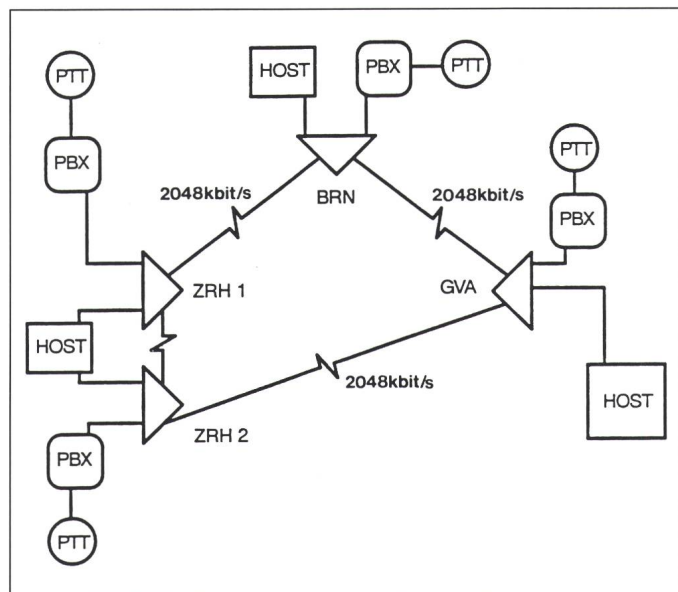 PTT
HOST
PBX
PTT
PBX
2048kbit/s
2048kbit/s
PTT
BRN
PBX
ZRH 1
GVA
HOST
2048kbit/s
HOST
ZRH 2
PBX
PTT